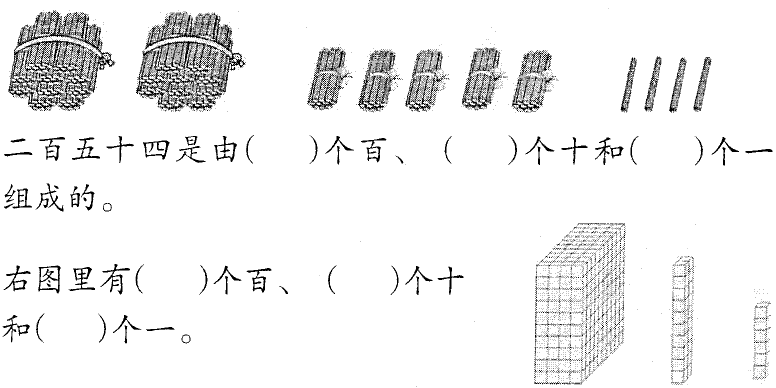 二百五十四是由(  )个百、(  )个十和(  )个一
组成的。
右图里有(  )个百、(  )个十
和(  )个一。